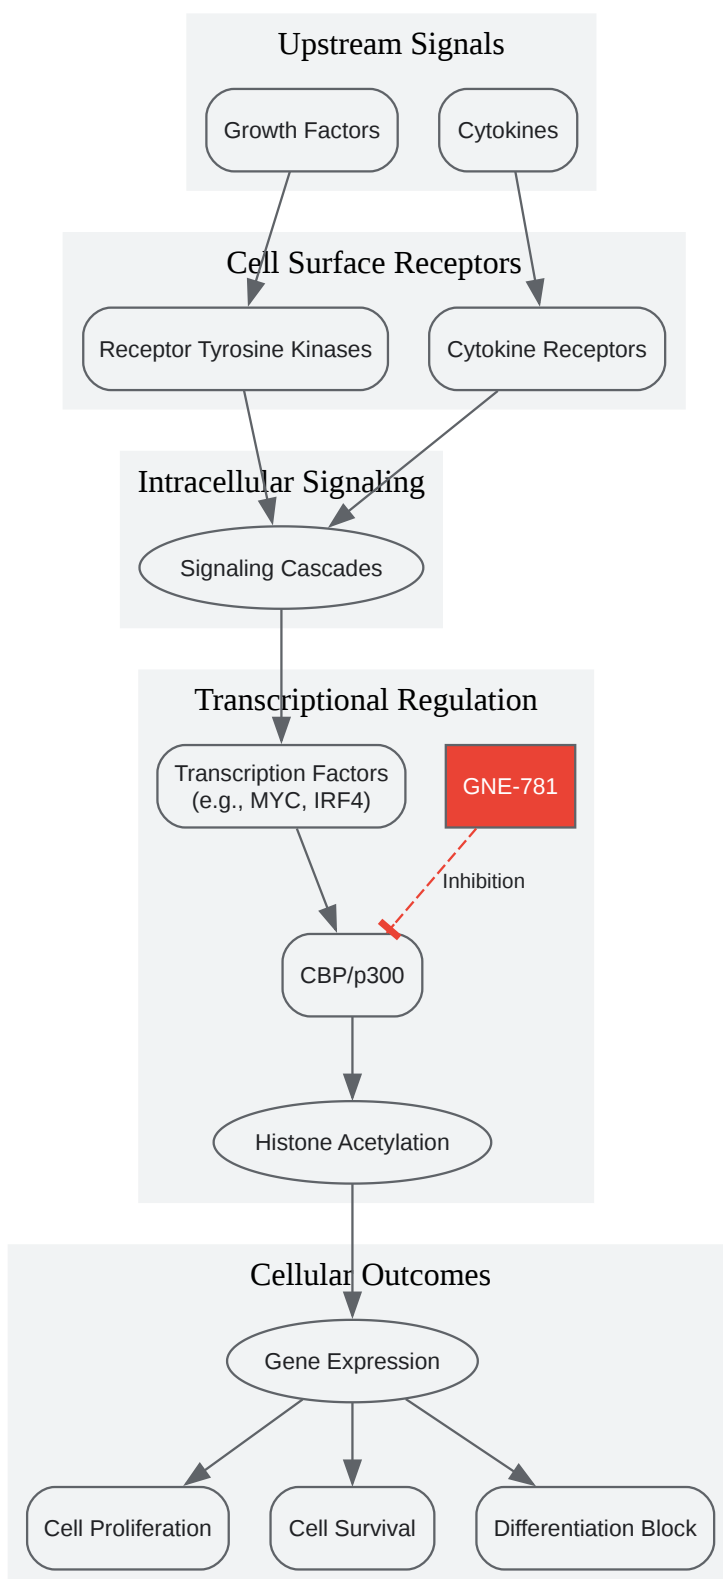 Upstream Signals
Growth Factors
Cytokines
Cell Surface Receptors
Receptor Tyrosine Kinases
Cytokine Receptors
Intracellular Signaling
Signaling Cascades
Transcriptional Regulation
Transcription Factors
(e.g., MYC, IRF4)
GNE-781
Inhibition
CBP/p300
Histone Acetylation
Cellular Outcomes
Gene Expression
Cell Proliferation
Cell Survival
Differentiation Block